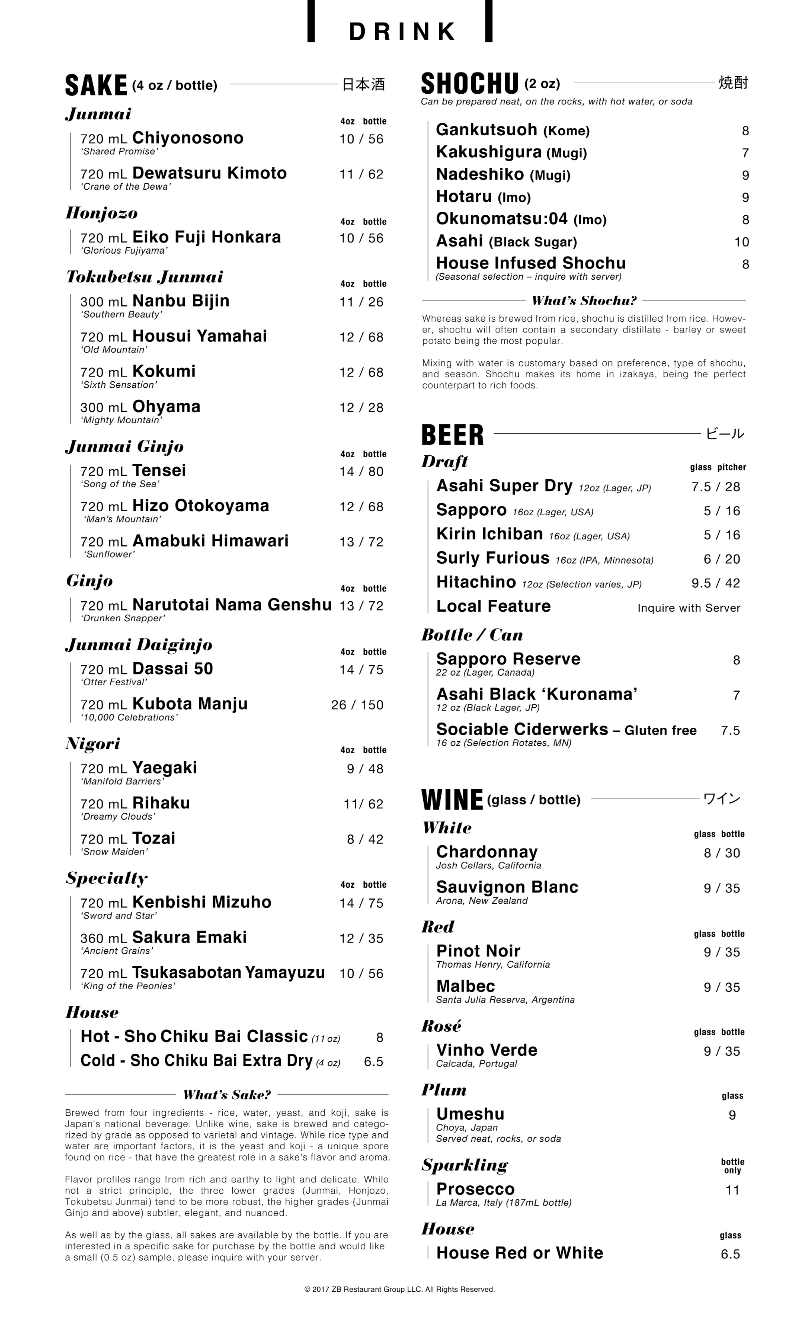 DRINK
SAKE (4 oz / bottle) 日本酒
Junmai
4oz bottle
720 mL Chiyonosono 10 / 56
‘Shared Promise’
720 mL Dewatsuru Kimoto 11 / 62
‘Crane of the Dewa’
Honjozo
4oz bottle
720 mL Eiko Fuji Honkara 10 / 56
‘Glorious Fujiyama’
Tokubetsu Junmai
4oz bottle
300 mL Nanbu Bijin 11 / 26
‘Southern Beauty’
720 mL Housui Yamahai 12 / 68
‘Old Mountain’
720 mL Kokumi 12 / 68
‘Sixth Sensation’
300 mL Ohyama 12 / 28
‘Mighty Mountain’
Junmai Ginjo
4oz bottle
720 mL Tensei 14 / 80
‘Song of the Sea’
720 mL Hizo Otokoyama 12 / 68
‘Man's Mountain’
720 mL Amabuki Himawari 13 / 72
‘Sunflower’
Ginjo
4oz bottle
720 mL Narutotai Nama Genshu 13 / 72
‘Drunken Snapper’
Junmai Daiginjo
4oz bottle
720 mL Dassai 50 14 / 75
‘Otter Festival’
720 mL Kubota Manju 26 / 150
‘10,000 Celebrations’
Nigori
4oz bottle
720 mL Yaegaki 9 / 48
‘Manifold Barriers’
720 mL Rihaku 11/ 62
‘Dreamy Clouds’
720 mL Tozai 8 / 42
‘Snow Maiden’
Specialty
4oz bottle
720 mL Kenbishi Mizuho 14 / 75
‘Sword and Star’
360 mL Sakura Emaki 12 / 35
‘Ancient Grains’
720 mL Tsukasabotan Yamayuzu 10 / 56
‘King of the Peonies’
House
Hot - Sho Chiku Bai Classic (11 oz) 8
Cold - Sho Chiku Bai Extra Dry (4 oz) 6.5
What’s Sake?
Brewed from four ingredients - rice, water, yeast, and koji, sake is
Japan's national beverage. Unlike wine, sake is brewed and catego-
rized by grade as opposed to varietal and vintage. While rice type and
water are important factors, it is the yeast and koji - a unique spore
found on rice - that have the greatest role in a sake's flavor and aroma.
Flavor profiles range from rich and earthy to light and delicate. While
not a strict principle, the three lower grades (Junmai, Honjozo,
Tokubetsu Junmai) tend to be more robust, the higher grades (Junmai
Ginjo and above) subtler, elegant, and nuanced.
As well as by the glass, all sakes are available by the bottle. If you are
interested in a specific sake for purchase by the bottle and would like
a small (0.5 oz) sample, please inquire with your server.
SHOCHU (2 oz) 焼酎
Can be prepared neat, on the rocks, with hot water, or soda
Gankutsuoh (Kome) 8
Kakushigura (Mugi) 7
Nadeshiko (Mugi) 9
Hotaru (Imo) 9
Okunomatsu:04 (Imo) 8
Asahi (Black Sugar) 10
House Infused Shochu 8
(Seasonal selection – inquire with server)
What’s Shochu?
Whereas sake is brewed from rice, shochu is distilled from rice. Howev-
er, shochu will often contain a secondary distillate - barley or sweet
potato being the most popular.
Mixing with water is customary based on preference, type of shochu,
and season. Shochu makes its home in izakaya, being the perfect
counterpart to rich foods.
BEER ビール
Draft
glass pitcher
Asahi Super Dry 12oz (Lager, JP) 7.5 / 28
Sapporo 16oz (Lager, USA) 5 / 16
Kirin Ichiban 16oz (Lager, USA) 5 / 16
Surly Furious 16oz (IPA, Minnesota) 6 / 20
Hitachino 12oz (Selection varies, JP) 9.5 / 42
Local Feature Inquire with Server
Bottle / Can
Sapporo Reserve 8
22 oz (Lager, Canada)
Asahi Black ‘Kuronama’ 7
12 oz (Black Lager, JP)
Sociable Ciderwerks – Gluten free 7.5
16 oz (Selection Rotates, MN)
WINE (glass / bottle) ワイン
White
glass bottle
Chardonnay 8 / 30
Josh Cellars, California
Sauvignon Blanc 9 / 35
Arona, New Zealand
Red
glass bottle
Pinot Noir 9 / 35
Thomas Henry, California
Malbec 9 / 35
Santa Julia Reserva, Argentina
Rosé
glass bottle
Vinho Verde 9 / 35
Calcada, Portugal
Plum
glass
Umeshu 9
Choya, Japan
Served neat, rocks, or soda
Sparkling
bottle
only
Prosecco 11
La Marca, Italy (187mL bottle)
House
glass
House Red or White 6.5
© 2017 ZB Restaurant Group LLC. All Rights Reserved.